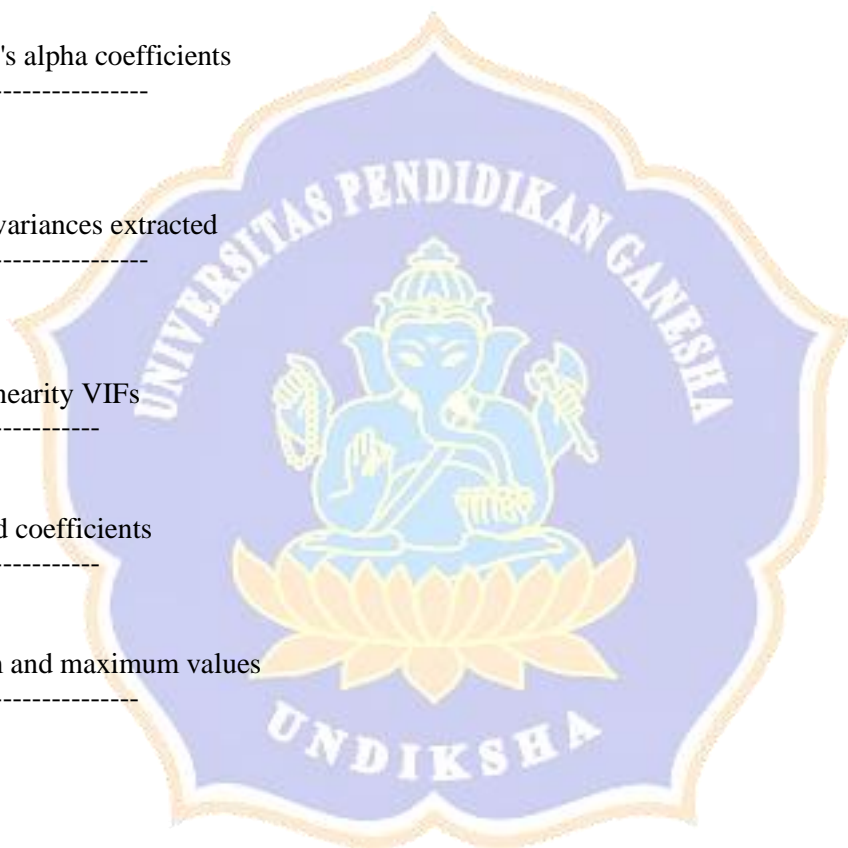 's alpha coefficients
----------------
variances extracted
----------------
UNIVERSITAS PENDIDIKAN GANESHA
nearity VIFs
------------
d coefficients
-----------
n and maximum values
---------------
UNDIKSHA